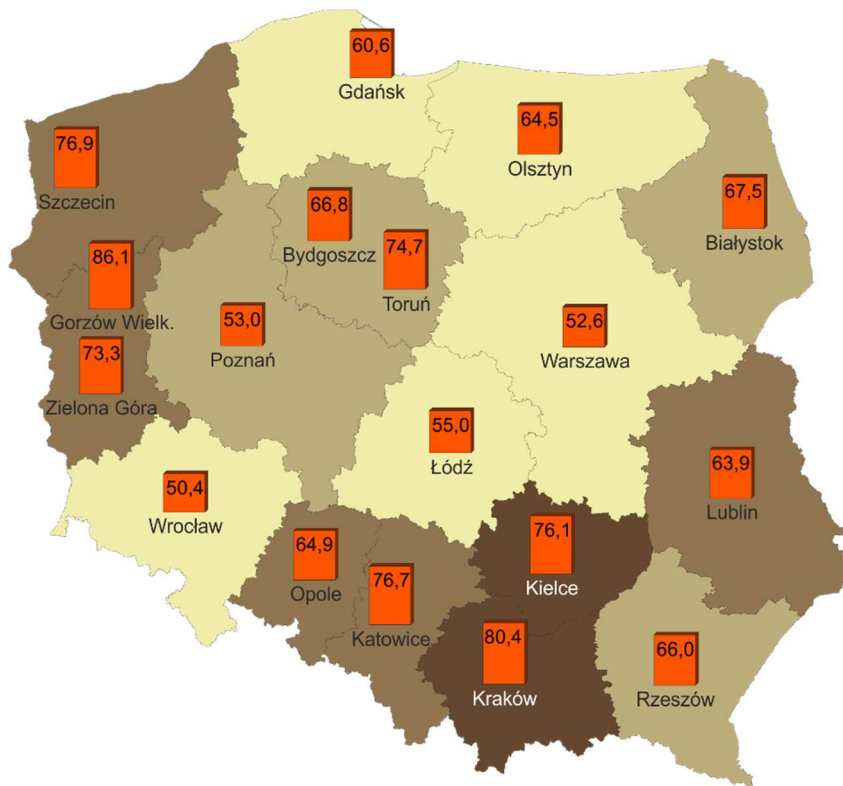 60,6
Gdańsk
64,5
Olsztyn
76,9
Szczecin
67,5
Białystok
66,8
Bydgoszcz
74,7
Toruń
86,1
Gorzów Wielk.
53,0
Poznań
52,6
Warszawa
73,3
Zielona Góra
55,0
Łódź
63,9
Lublin
50,4
Wrocław
64,9
Opole
76,1
Kielce
76,7
Katowice
80,4
Kraków
66,0
Rzeszów